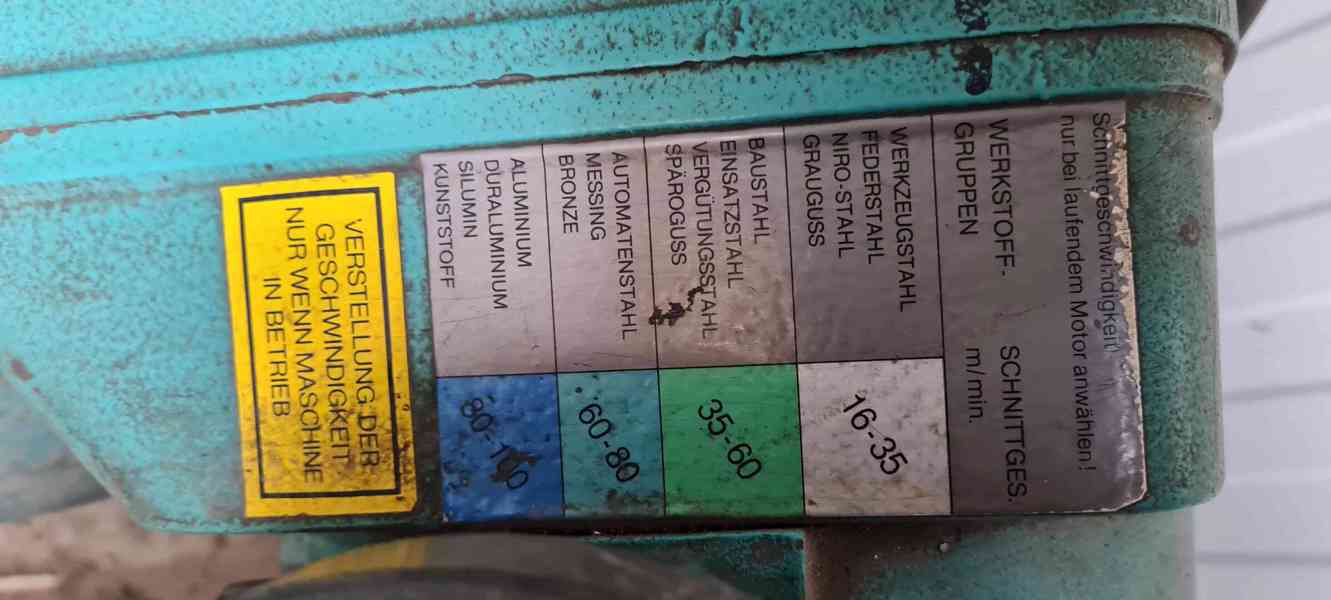 Schnittgeschwindigkeit
nur bei laufendem Motor anwählen!
WERKSTOFF-
GRUPPEN
SCHNITTGES.
m/min.
WERKZEUGSTAHL
FEDERSTAHL
NIRO-STAHL
GRAUGUSS
16-35
BAUSTAHL
EINSATZSTAHL
VERGÜTUNGSSTAHL
SPÄROGUSS
35-60
AUTOMATENSTAHL
MESSING
BRONZE
60-80
ALUMINIUM
DURALUMINIUM
SILUMIN
KUNSTSTOFF
VERSTELLUNG DER
GESCHWINDIGKEIT
NUR WENN MASCHINE
IN BETRIEB